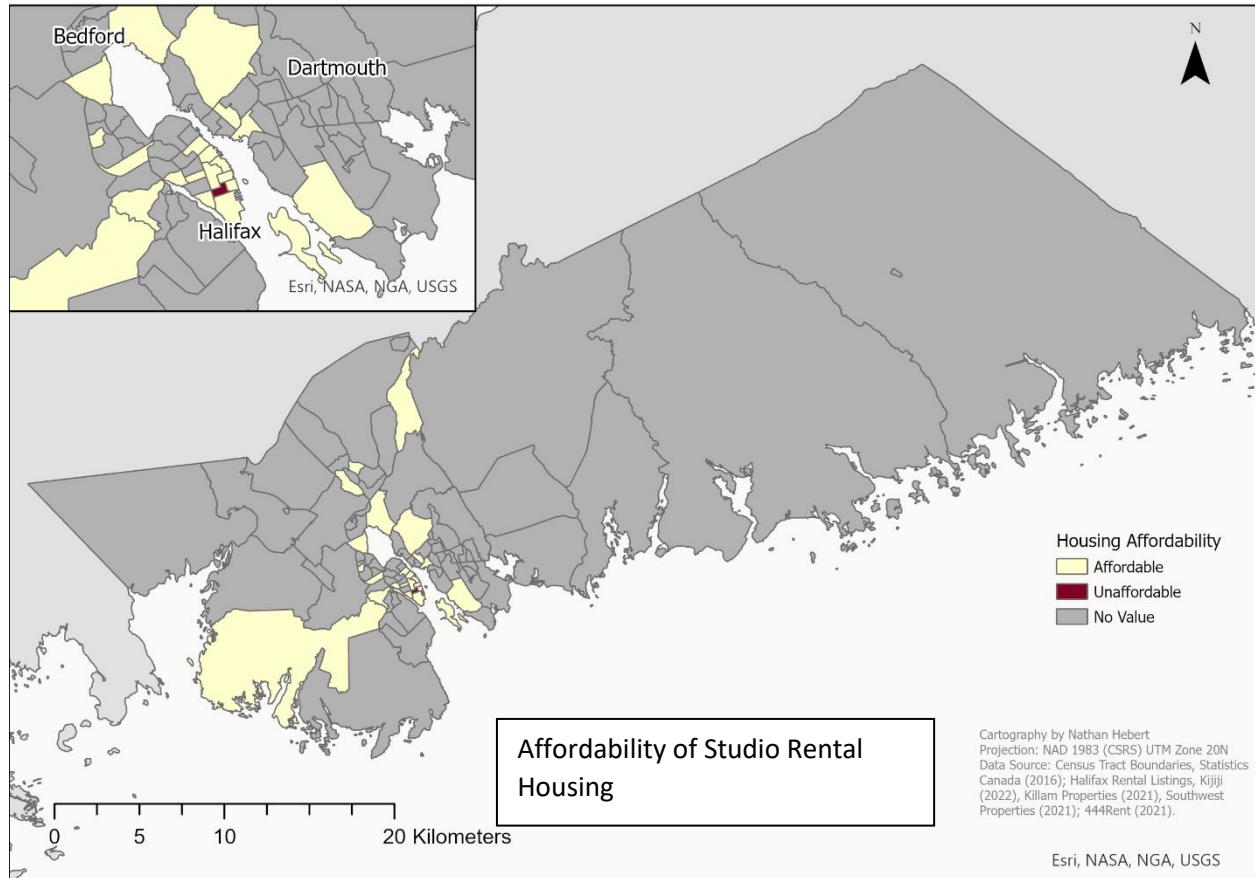 Bedford
Dartmouth
Halifax
Esri, NASA, NGA, USGS
N
Housing Affordability
Affordable
Unaffordable
No Value
Affordability of Studio Rental
Housing
Cartography by Nathan Hebert
Projection: NAD 1983 (CSRS) UTM Zone 20N
Data Source: Census Tract Boundaries, Statistics
Canada (2016); Halifax Rental Listings, Kijiji
(2022), Killam Properties (2021), Southwest
Properties (2021); 444Rent (2021).
0 5 10 20 Kilometers
Esri, NASA, NGA, USGS